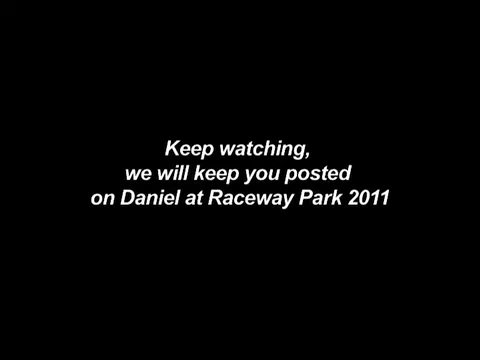 Keep watching,
we will keep you posted
on Daniel at Raceway Park 2011